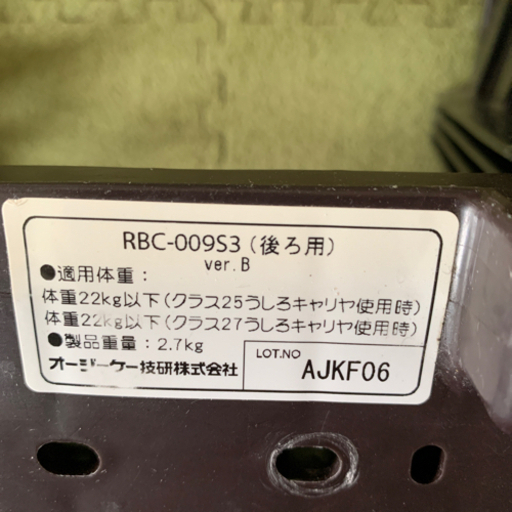 RBC-009S3（後ろ用）
ver.B
●適用体重：
体重22kg以下（クラス25うしろキャリヤ使用時）
体重22kg以下（クラス27うしろキャリヤ使用時）
●製品重量：2.7kg
オージーケー技研株式会社
LOT.NO
AJKF06